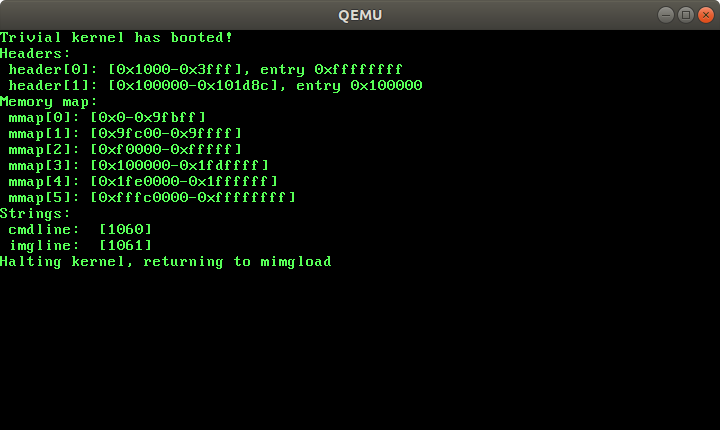 QEMU
Trivial kernel has booted!
Headers:
 header[0]: [0x1000-0x3fff], entry 0xffffffff
 header[1]: [0x100000-0x101d8c], entry 0x100000
Memory map:
 mmap[0]: [0x0-0x9fbff]
 mmap[1]: [0x9fc00-0x9ffff]
 mmap[2]: [0xf0000-0xfffff]
 mmap[3]: [0x100000-0x1fdffff]
 mmap[4]: [0x1fe0000-0x1ffffff]
 mmap[5]: [0xfffc0000-0xffffffff]
Strings:
 cmdline:  [1060]
 imgline:  [1061]
Halting kernel, returning to mimgload